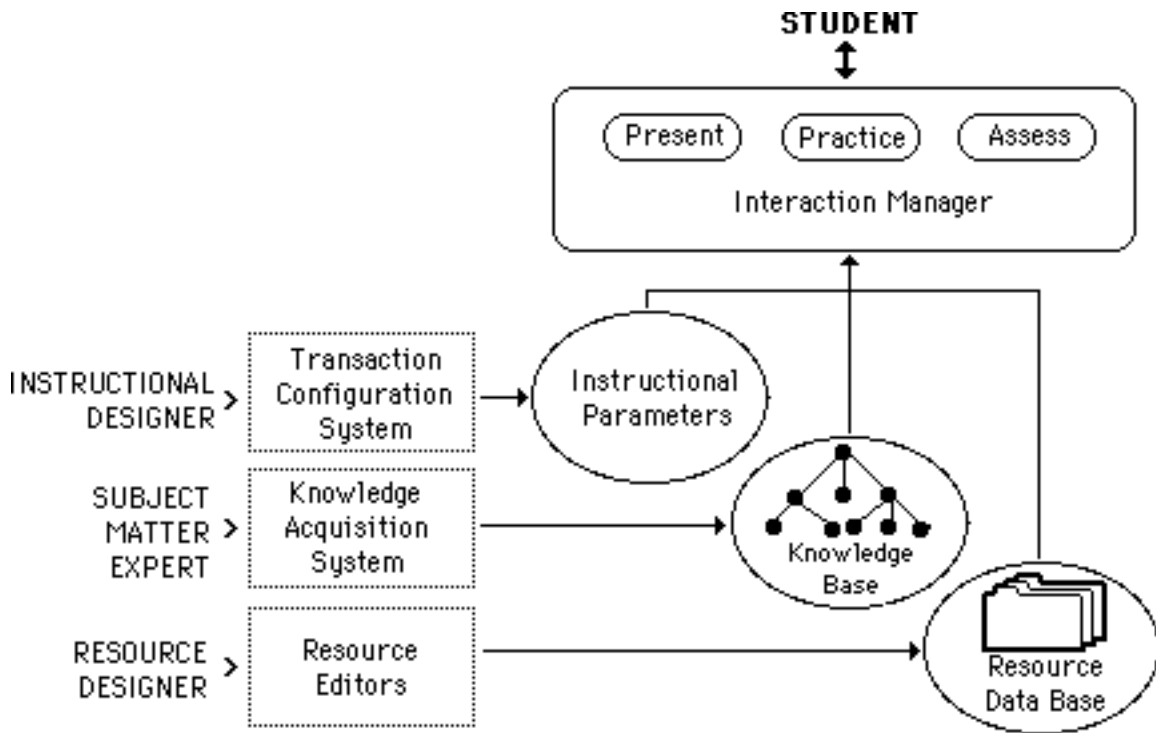 STUDENT
Present
Practice
Assess
Interaction Manager
INSTRUCTIONAL
DESIGNER
Transaction
Configuration
System
Instructional
Parameters
SUBJECT
MATTER
EXPERT
Knowledge
Acquisition
System
Knowledge
Base
RESOURCE
DESIGNER
Resource
Editors
Resource
Data Base